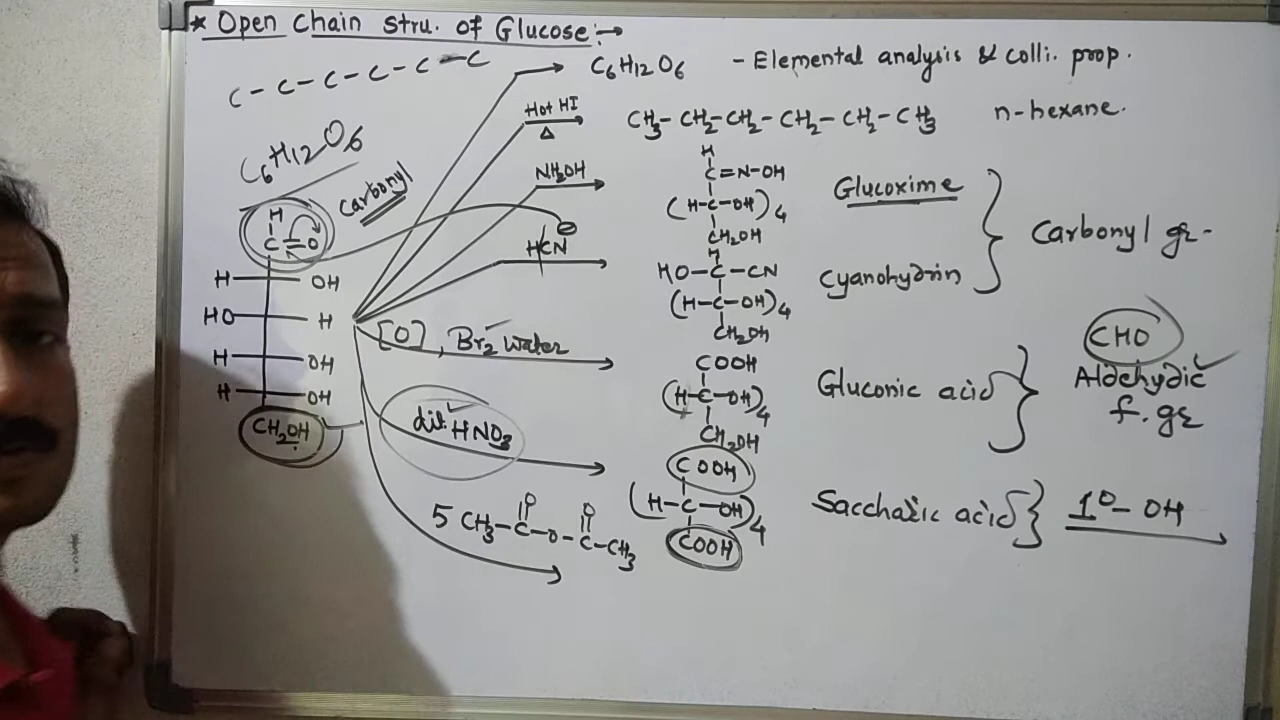 * Open Chain Stru. of Glucose :→
C - C - C - C - C - C
C6H12O6 - Elemental analysis & colli. prop.
Hot HI
Δ
CH3 - CH2 - CH2 - CH2 - CH2 - CH3 n-hexane.
C6H12O6
Carbonyl
H
C=O
H OH
HO H
H OH
H OH
CH2OH
NH2OH
H
C=N-OH
(H-C-OH)4
CH2OH
Glucoxime
HCN
⊖
H
HO-C-CN
(H-C-OH)4
CH2OH
Cyanohydrin
Carbonyl gr-
[O], Br2 water
COOH
(H-C-OH)4
CH2OH
Gluconic acid
CHO
Aldehydic
f. gr
dil. HNO3
COOH
(H-C-OH)4
COOH
Saccharic acid
1°- OH
5 CH3-C-O-C-CH3
O O